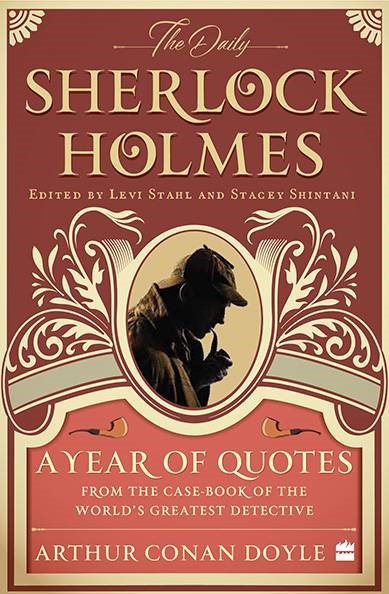 The Daily
SHERLOCK
HOLMES
EDITED BY LEVI STAHL AND STACEY SHINTANI
A YEAR OF QUOTES
FROM THE CASE-BOOK OF THE
WORLD'S GREATEST DETECTIVE
ARTHUR CONAN DOYLE